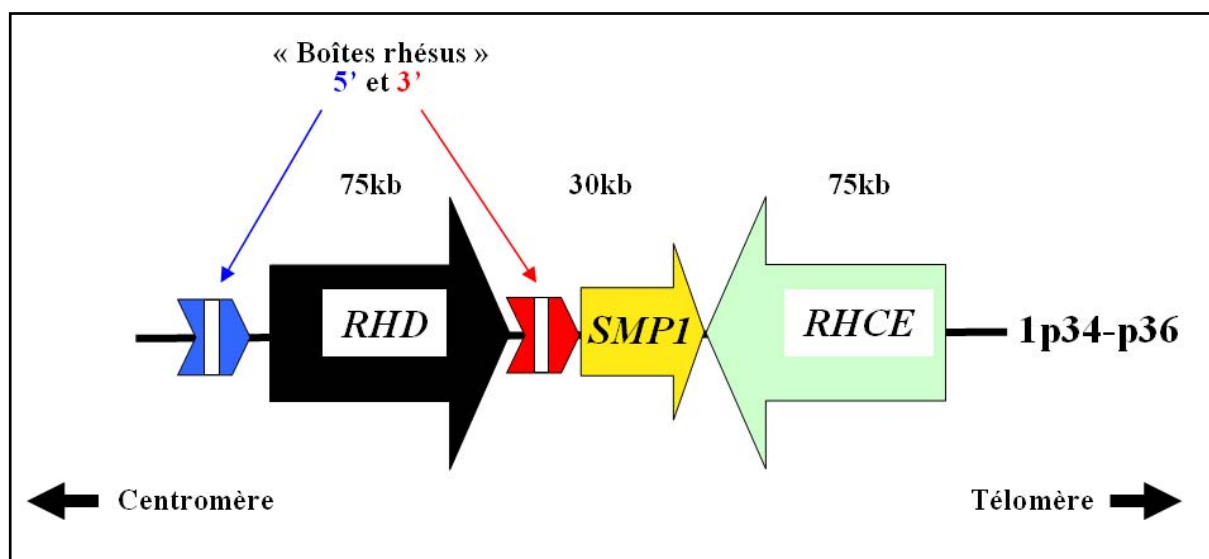 « Boîtes rhésus »
5’ et 3’
75kb 30kb 75kb
RHD SMP1 RHCE 1p34-p36
Centromère Télomère